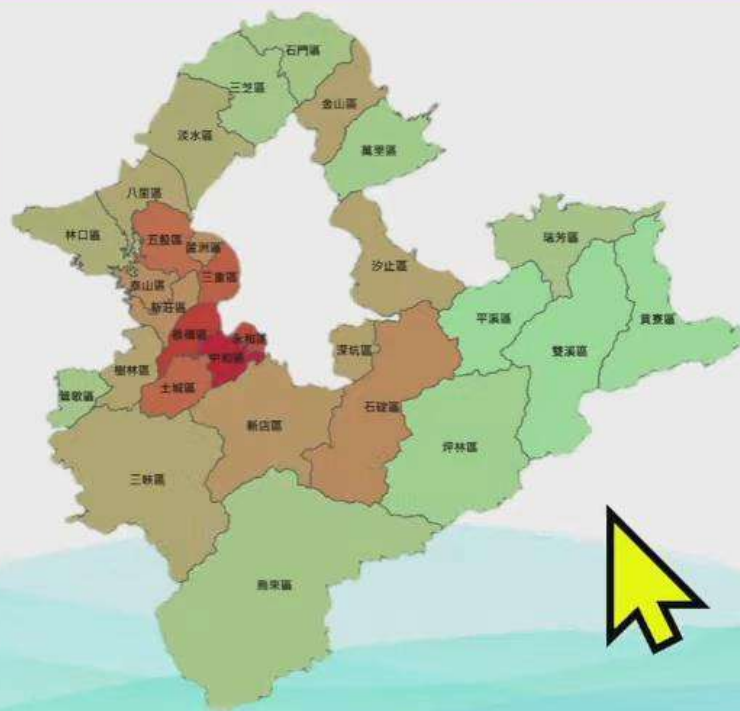 石門區
三芝區
金山區
淡水區
萬里區
八里區
林口區
五股區
蘆洲區
瑞芳區
汐止區
三重區
泰山區
新莊區
平溪區
貢寮區
板橋區
永和區
中和區
深坑區
雙溪區
樹林區
土城區
鶯歌區
石碇區
新店區
坪林區
三峽區
烏來區